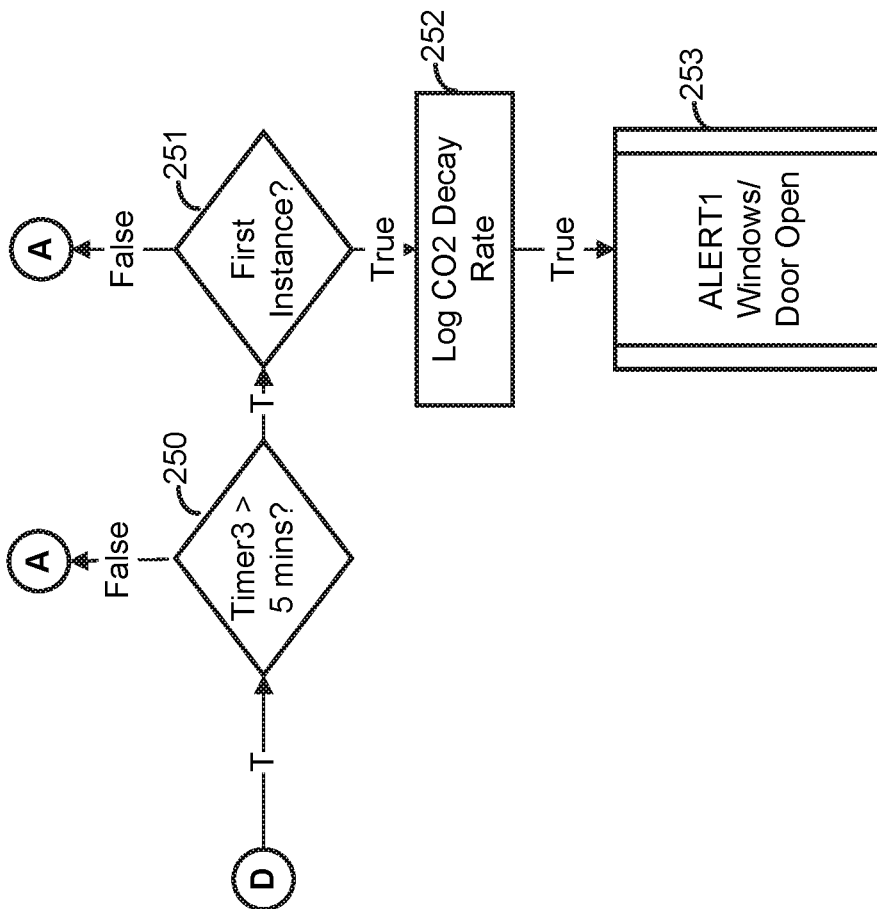 D
T
A
False
250
Timer3 >
5 mins?
T
A
False
251
First
Instance?
True
252
Log CO2 Decay
Rate
True
253
ALERT1
Windows/
Door Open